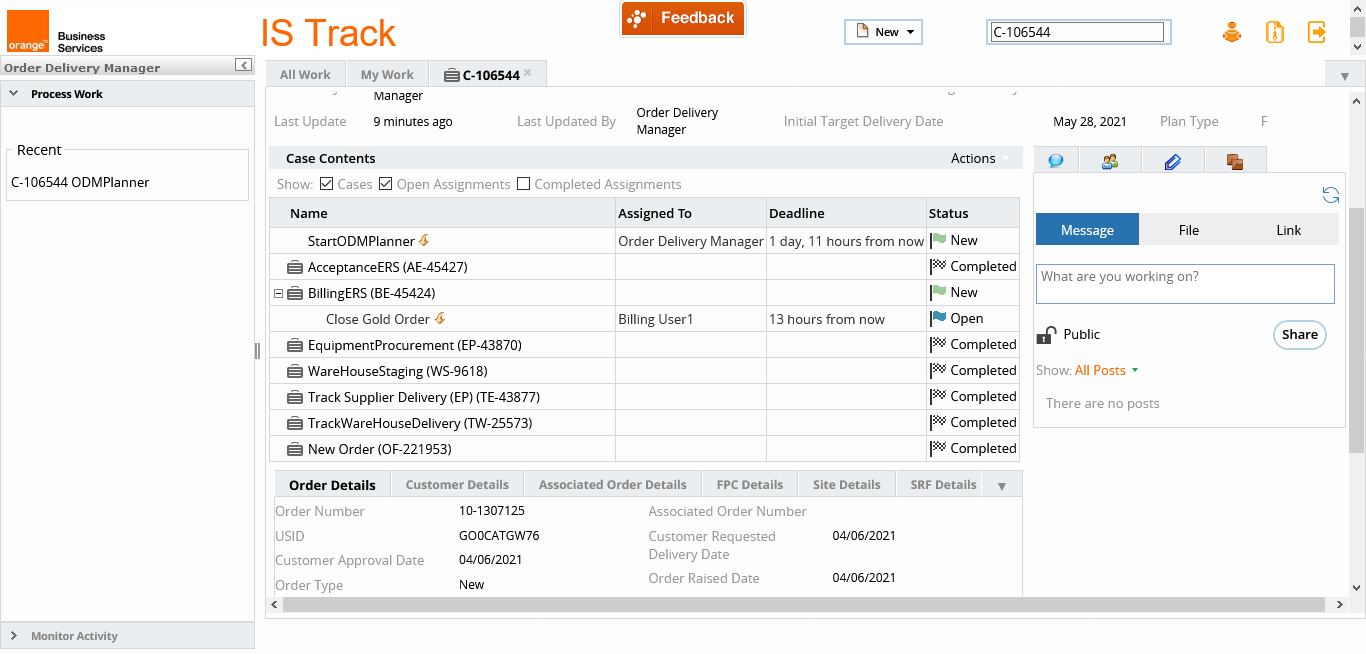 orange™
Business
Services
IS Track
Feedback
New
C-106544
Order Delivery Manager
Process Work
Recent
C-106544 ODMPlanner
Monitor Activity
All Work
My Work
C-106544
Manager
Last Update
9 minutes ago
Last Updated By
Order Delivery
Manager
Initial Target Delivery Date
May 28, 2021
Plan Type
F
Case Contents
Actions
Show:
Cases
Open Assignments
Completed Assignments
Name
Assigned To
Deadline
Status
StartODMPlanner
Order Delivery Manager
1 day, 11 hours from now
New
AcceptanceERS (AE-45427)
Completed
BillingERS (BE-45424)
New
Close Gold Order
Billing User1
13 hours from now
Open
EquipmentProcurement (EP-43870)
Completed
WareHouseStaging (WS-9618)
Completed
Track Supplier Delivery (EP) (TE-43877)
Completed
TrackWareHouseDelivery (TW-25573)
Completed
New Order (OF-221953)
Completed
Order Details
Customer Details
Associated Order Details
FPC Details
Site Details
SRF Details
Order Number
10-1307125
Associated Order Number
USID
GO0CATGW76
Customer Requested
Delivery Date
04/06/2021
Customer Approval Date
04/06/2021
Order Raised Date
04/06/2021
Order Type
New
Message
File
Link
What are you working on?
Public
Share
Show: All Posts
There are no posts